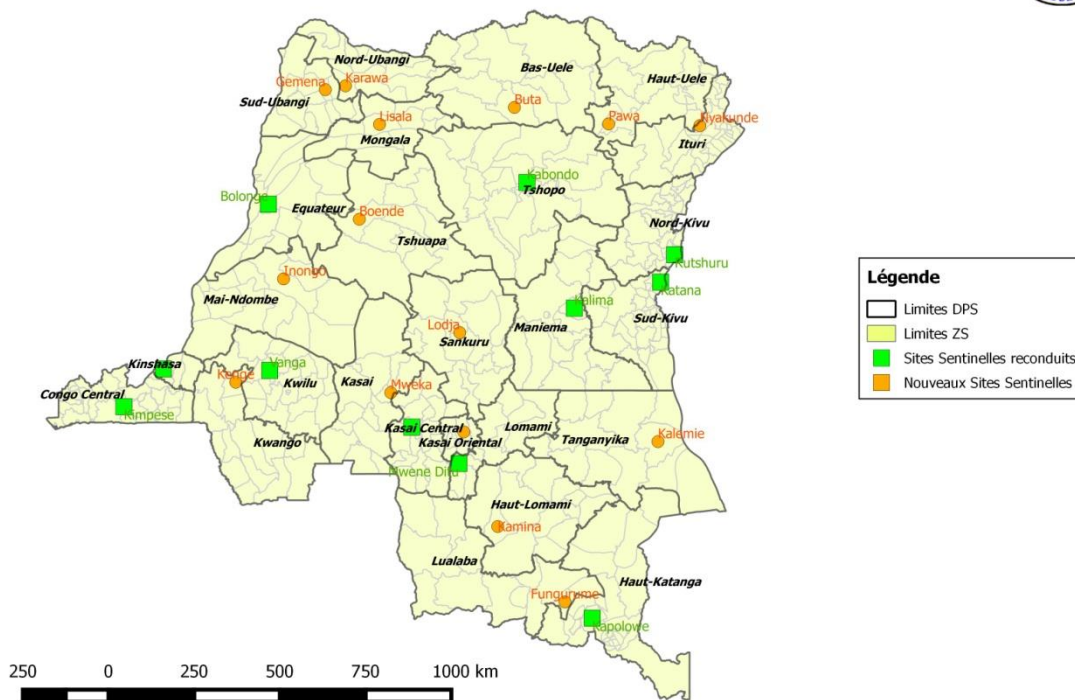 Nord-Ubangi
Bas-Uele
Haut-Uele
Gemena
Karawa
Sud-Ubangi
Buta
Lisala
Pawa
Nyakunde
Mongala
Ituri
Kabondo
Tshopo
Bolonge
Equateur
Boende
Nord-Kivu
Tshuapa
Rutshuru
Inongo
Katana
Mai-Ndombe
Kalima
Sud-Kivu
Lodja
Maniema
Sankuru
Kinshasa
Vanga
Kenge
Kwilu
Kasai
Mweka
Congo Central
Kimpese
Kasai Central
Lomami
Kasai Oriental
Tanganyika
Kalemie
Kwango
Mwene Ditu
Haut-Lomami
Kamina
Lualaba
Haut-Katanga
Fungurume
Kapolowe
Légende
Limites DPS
Limites ZS
Sites Sentinelles reconduits
Nouveaux Sites Sentinelles
250 0 250 500 750 1000 km